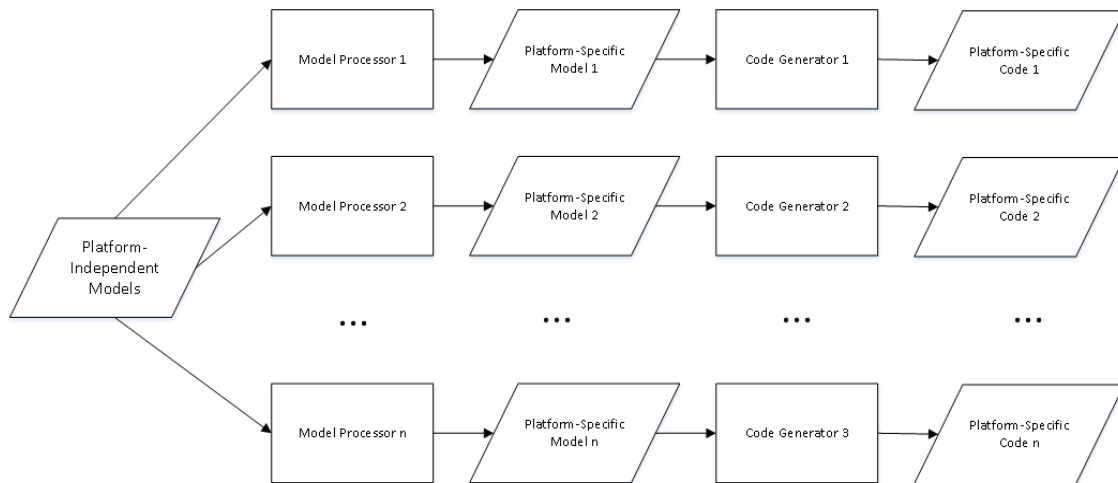 Model Processor 1
Platform-Specific
Model 1
Code Generator 1
Platform-Specific
Code 1
Model Processor 2
Platform-Specific
Model 2
Code Generator 2
Platform-Specific
Code 2
Platform-
Independent
Models
...
...
...
...
Model Processor n
Platform-Specific
Model n
Code Generator 3
Platform-Specific
Code n